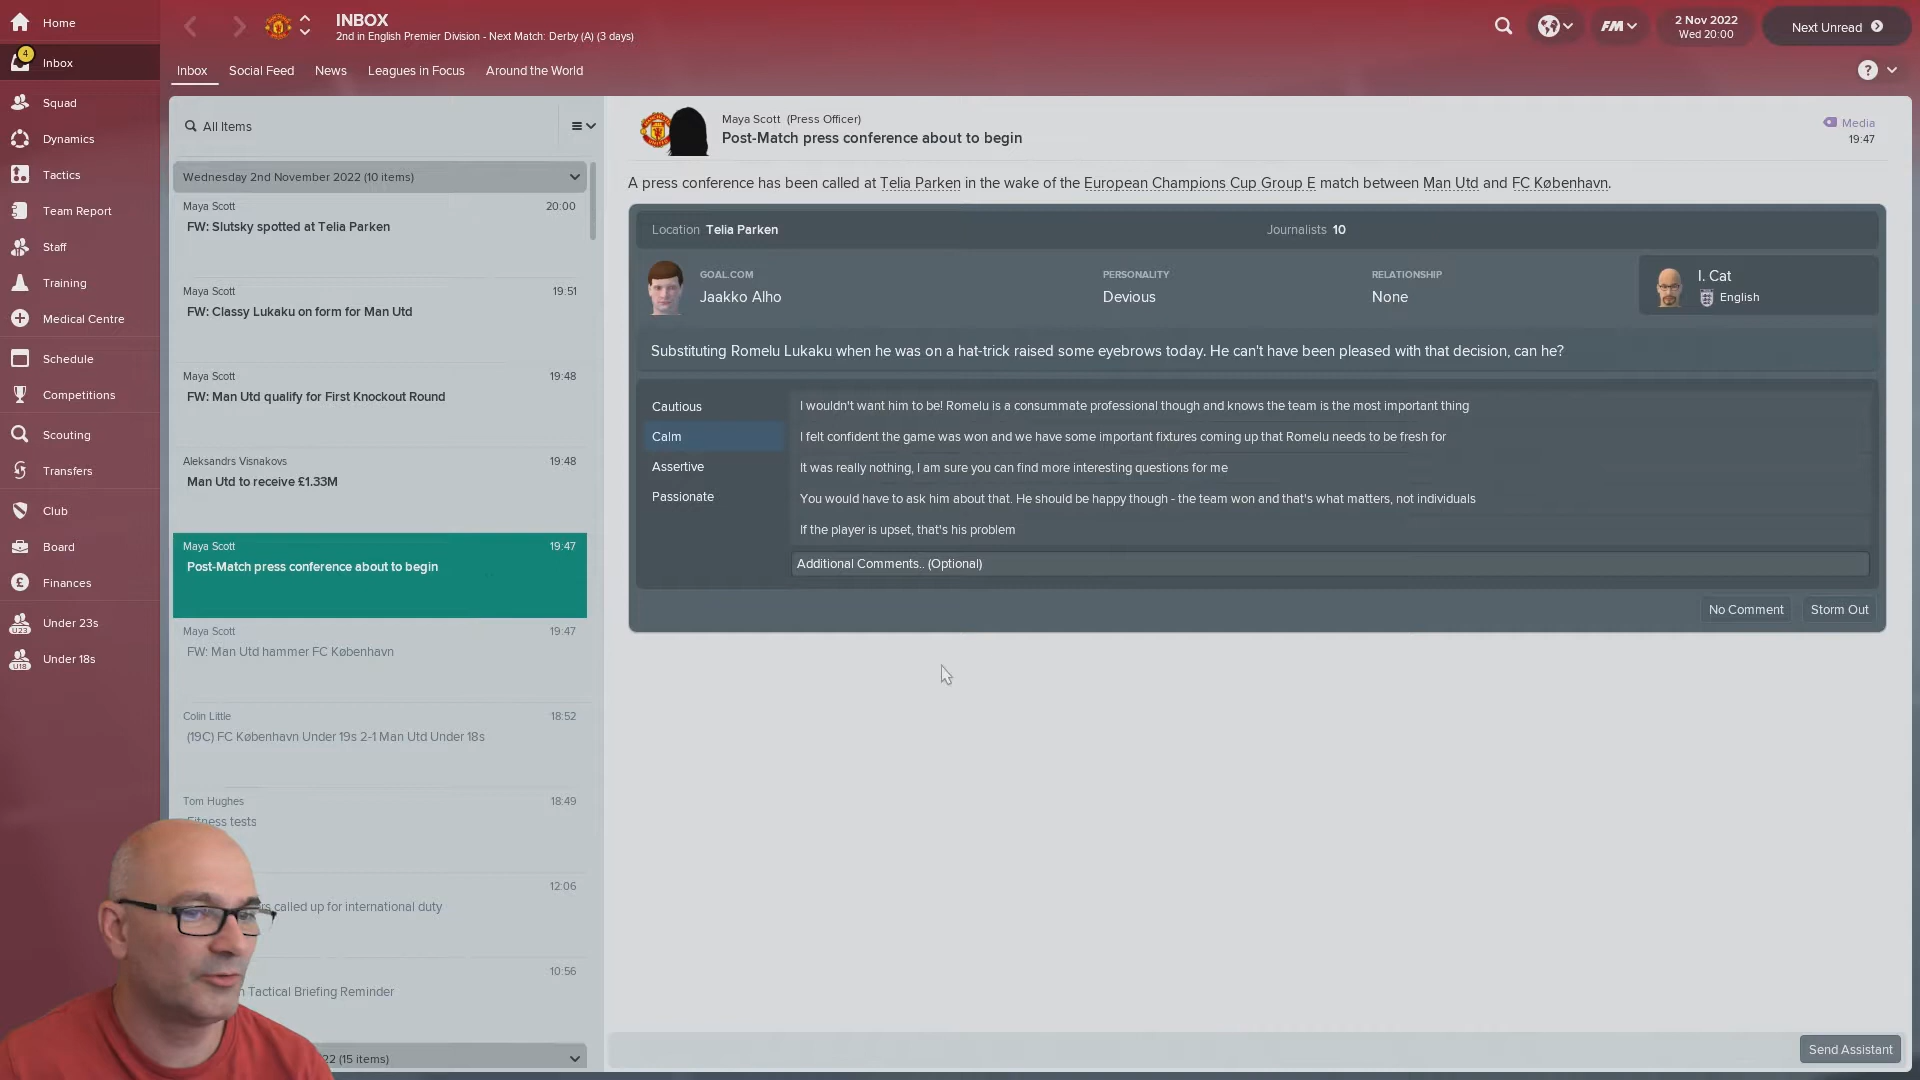 Home
4
Inbox
Squad
Dynamics
Tactics
Team Report
Staff
Training
Medical Centre
Schedule
Competitions
Scouting
Transfers
Club
Board
Finances
U23
Under 23s
U18
Under 18s
INBOX
2nd in English Premier Division - Next Match: Derby (A) (3 days)
FM
2 Nov 2022
Wed 20:00
Next Unread
Inbox
Social Feed
News
Leagues in Focus
Around the World
?
All Items
Wednesday 2nd November 2022 (10 items)
Maya Scott 20:00
FW: Slutsky spotted at Telia Parken
Maya Scott 19:51
FW: Classy Lukaku on form for Man Utd
Maya Scott 19:48
FW: Man Utd qualify for First Knockout Round
Aleksandrs Visnakovs 19:48
Man Utd to receive £1.33M
Maya Scott 19:47
Post-Match press conference about to begin
Maya Scott 19:47
FW: Man Utd hammer FC København
Colin Little 18:52
(19C) FC København Under 19s 2-1 Man Utd Under 18s
Tom Hughes 18:49
Fitness tests
12:06
called up for international duty
10:56
Tactical Briefing Reminder
(15 items)
Maya Scott (Press Officer)
Post-Match press conference about to begin
Media
19:47
A press conference has been called at Telia Parken in the wake of the European Champions Cup Group E match between Man Utd and FC København.
Location Telia Parken
Journalists 10
GOAL.COM
Jaakko Alho
PERSONALITY
Devious
RELATIONSHIP
None
I. Cat
English
Substituting Romelu Lukaku when he was on a hat-trick raised some eyebrows today. He can't have been pleased with that decision, can he?
Cautious
Calm
Assertive
Passionate
I wouldn't want him to be! Romelu is a consummate professional though and knows the team is the most important thing
I felt confident the game was won and we have some important fixtures coming up that Romelu needs to be fresh for
It was really nothing, I am sure you can find more interesting questions for me
You would have to ask him about that. He should be happy though - the team won and that's what matters, not individuals
If the player is upset, that's his problem
Additional Comments.. (Optional)
No Comment
Storm Out
Send Assistant